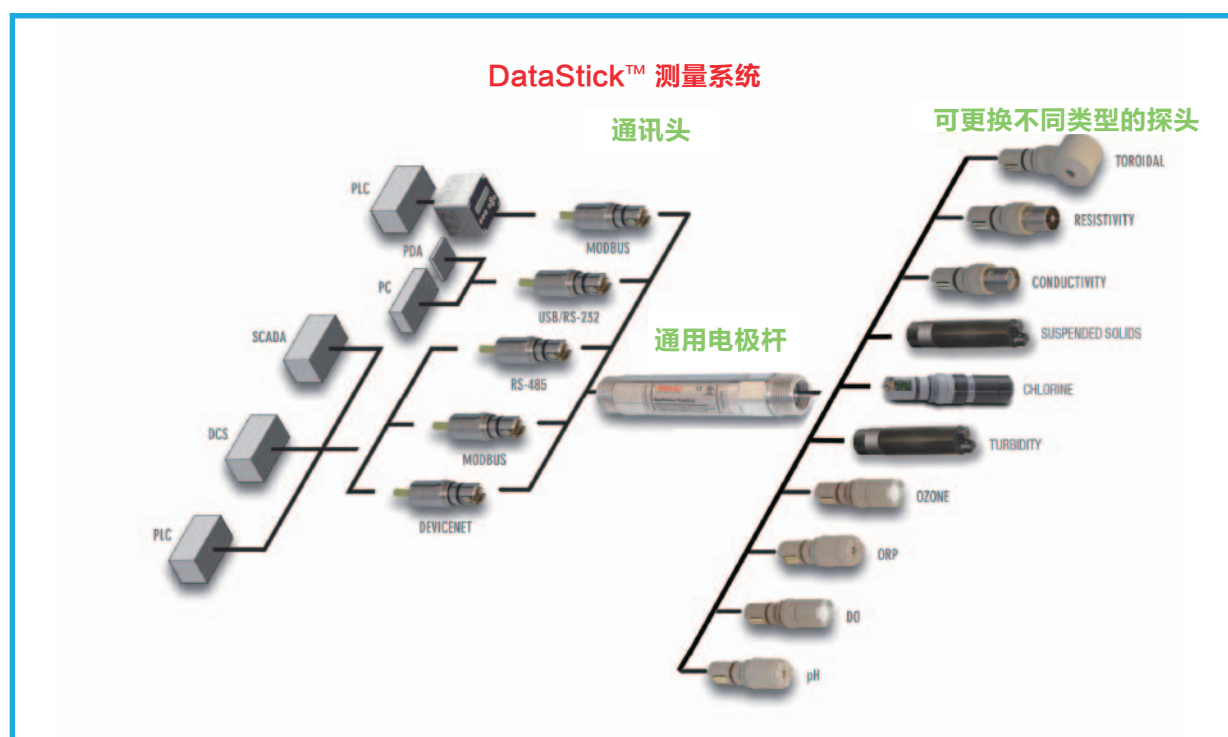 DataStick™ 测量系统
通讯头
可更换不同类型的探头
PLC
PDA
PC
SCADA
DCS
PLC
MODBUS
USB/RS-232
RS-485
MODBUS
DEVICENET
通用电极杆
TOROIDAL
RESISTIVITY
CONDUCTIVITY
SUSPENDED SOLIDS
CHLORINE
TURBIDITY
OZONE
ORP
DO
pH